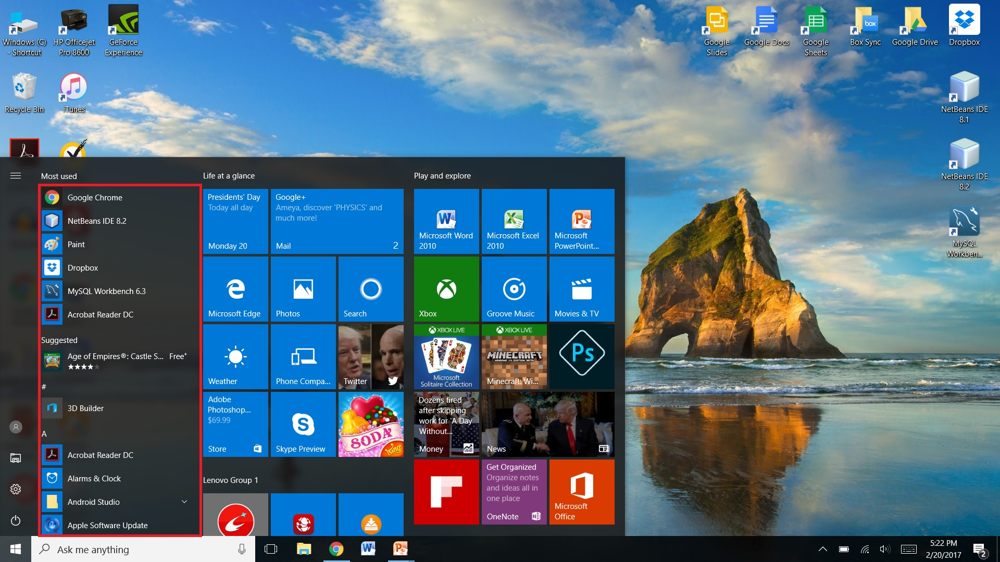 Windows (C)
- Shortcut
HP Officejet
Pro 8600
GeForce
Experience
Google
Slides
Google Docs
Google
Sheets
box
Box Sync
Google Drive
Dropbox
Recycle Bin
iTunes
NetBeans IDE
8.1
NetBeans IDE
8.2
MySQL
Workben...
Most used
Google Chrome
NetBeans IDE 8.2
Paint
Dropbox
MySQL Workbench 6.3
Acrobat Reader DC
Suggested
Age of Empires®: Castle S... Free+
#
3D Builder
A
Acrobat Reader DC
Alarms & Clock
Android Studio
Apple Software Update
Life at a glance
Presidents' Day
Today all day
Monday 20
Google+
Ameya, discover 'PHYSICS' and
much more!
Mail 2
Microsoft Edge
Photos
Search
Weather
Phone Compa...
Twitter
Adobe
Photoshop...
$69.99
Store
Skype Preview
SODA
King
Lenovo Group 1
Play and explore
Microsoft Word
2010
Microsoft Excel
2010
Microsoft
PowerPoint...
Xbox
Groove Music
Movies & TV
XBOX LIVE
Microsoft
Solitaire Collection
XBOX LIVE
MINECRAFT
WINDOWS 10 EDITION BETA
Minecraft: Wi...
Ps
Dozens fired
after skipping
work for 'A Day
Without...
Money
News
Get Organized
Organize notes
and ideas all in
one place
OneNote
Microsoft
Office
Ask me anything
5:22 PM
2/20/2017
2